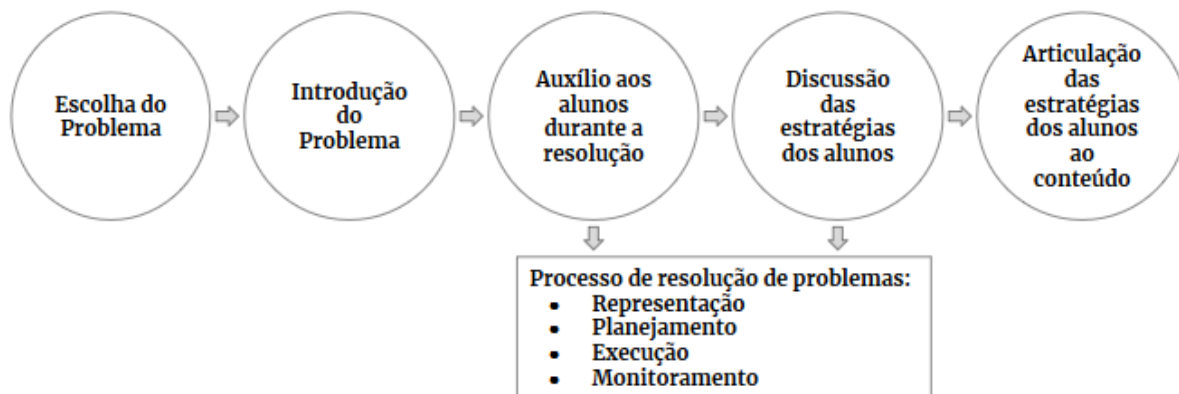 Escolha do
Problema
Introdução
do
Problema
Auxílio aos
alunos
durante a
resolução
Discussão
das
estratégias
dos alunos
Articulação
das
estratégias
dos alunos
ao
conteúdo
Processo de resolução de problemas:
• Representação
• Planejamento
• Execução
• Monitoramento